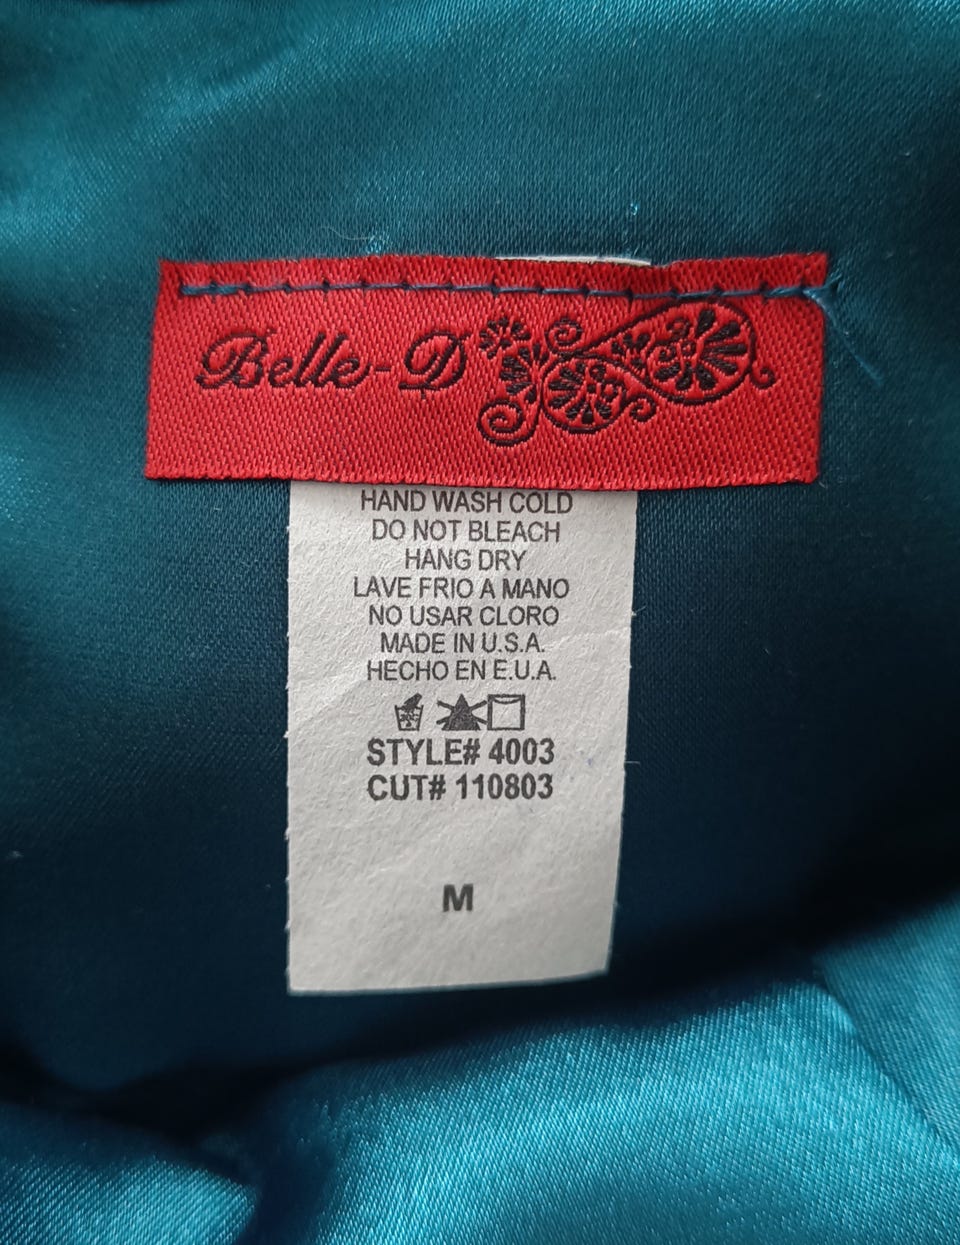 Belle-D
HAND WASH COLD
DO NOT BLEACH
HANG DRY
LAVE FRIO A MANO
NO USAR CLORO
MADE IN U.S.A.
HECHO EN E.U.A.
STYLE# 4003
CUT# 110803
M